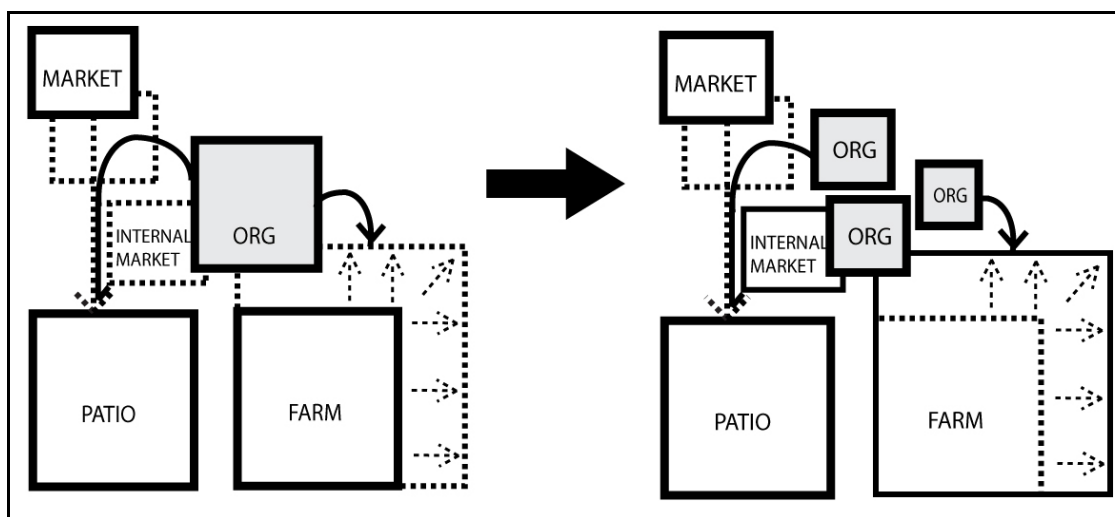 MARKET
INTERNAL
MARKET
ORG
PATIO
FARM
MARKET
ORG
ORG
INTERNAL
MARKET
ORG
PATIO
FARM